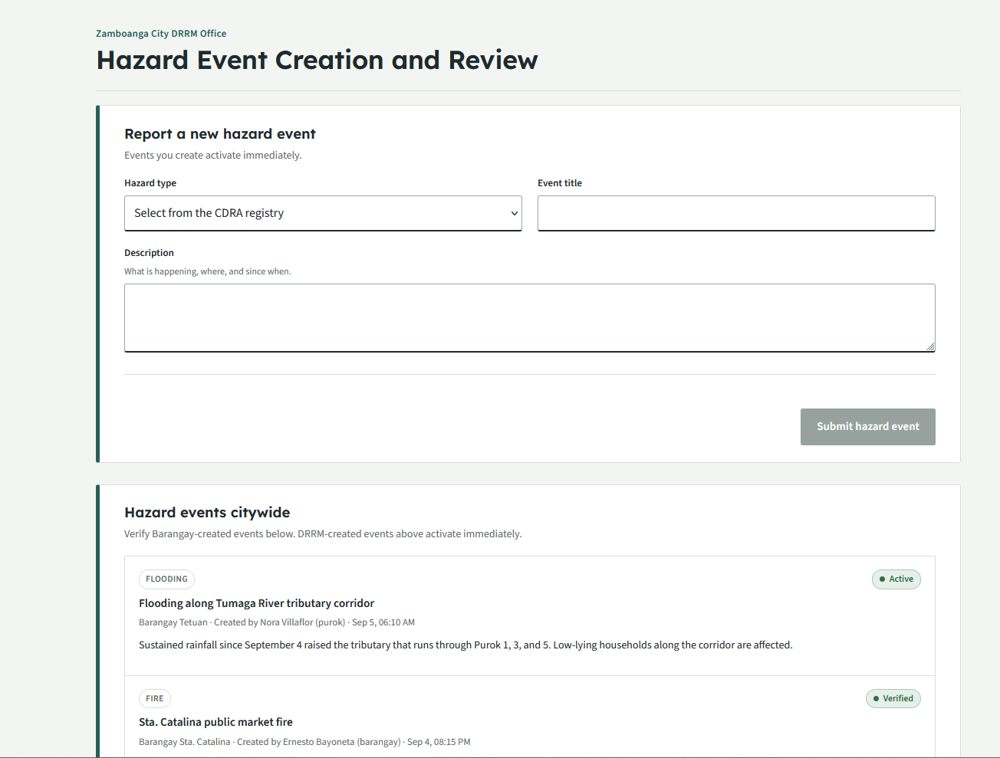 Zamboanga City DRRM Office
Hazard Event Creation and Review
Report a new hazard event
Events you create activate immediately.
Hazard type
Event title
Select from the CDRA registry
Description
What is happening, where, and since when.
Submit hazard event
Hazard events citywide
Verify Barangay-created events below. DRRM-created events above activate immediately.
FLOODING
Active
Flooding along Tumaga River tributary corridor
Barangay Tetuan · Created by Nora Villaflor (purok) · Sep 5, 06:10 AM
Sustained rainfall since September 4 raised the tributary that runs through Purok 1, 3, and 5. Low-lying households along the corridor are affected.
FIRE
Verified
Sta. Catalina public market fire
Barangay Sta. Catalina · Created by Ernesto Bayoneta (barangay) · Sep 4, 08:15 PM